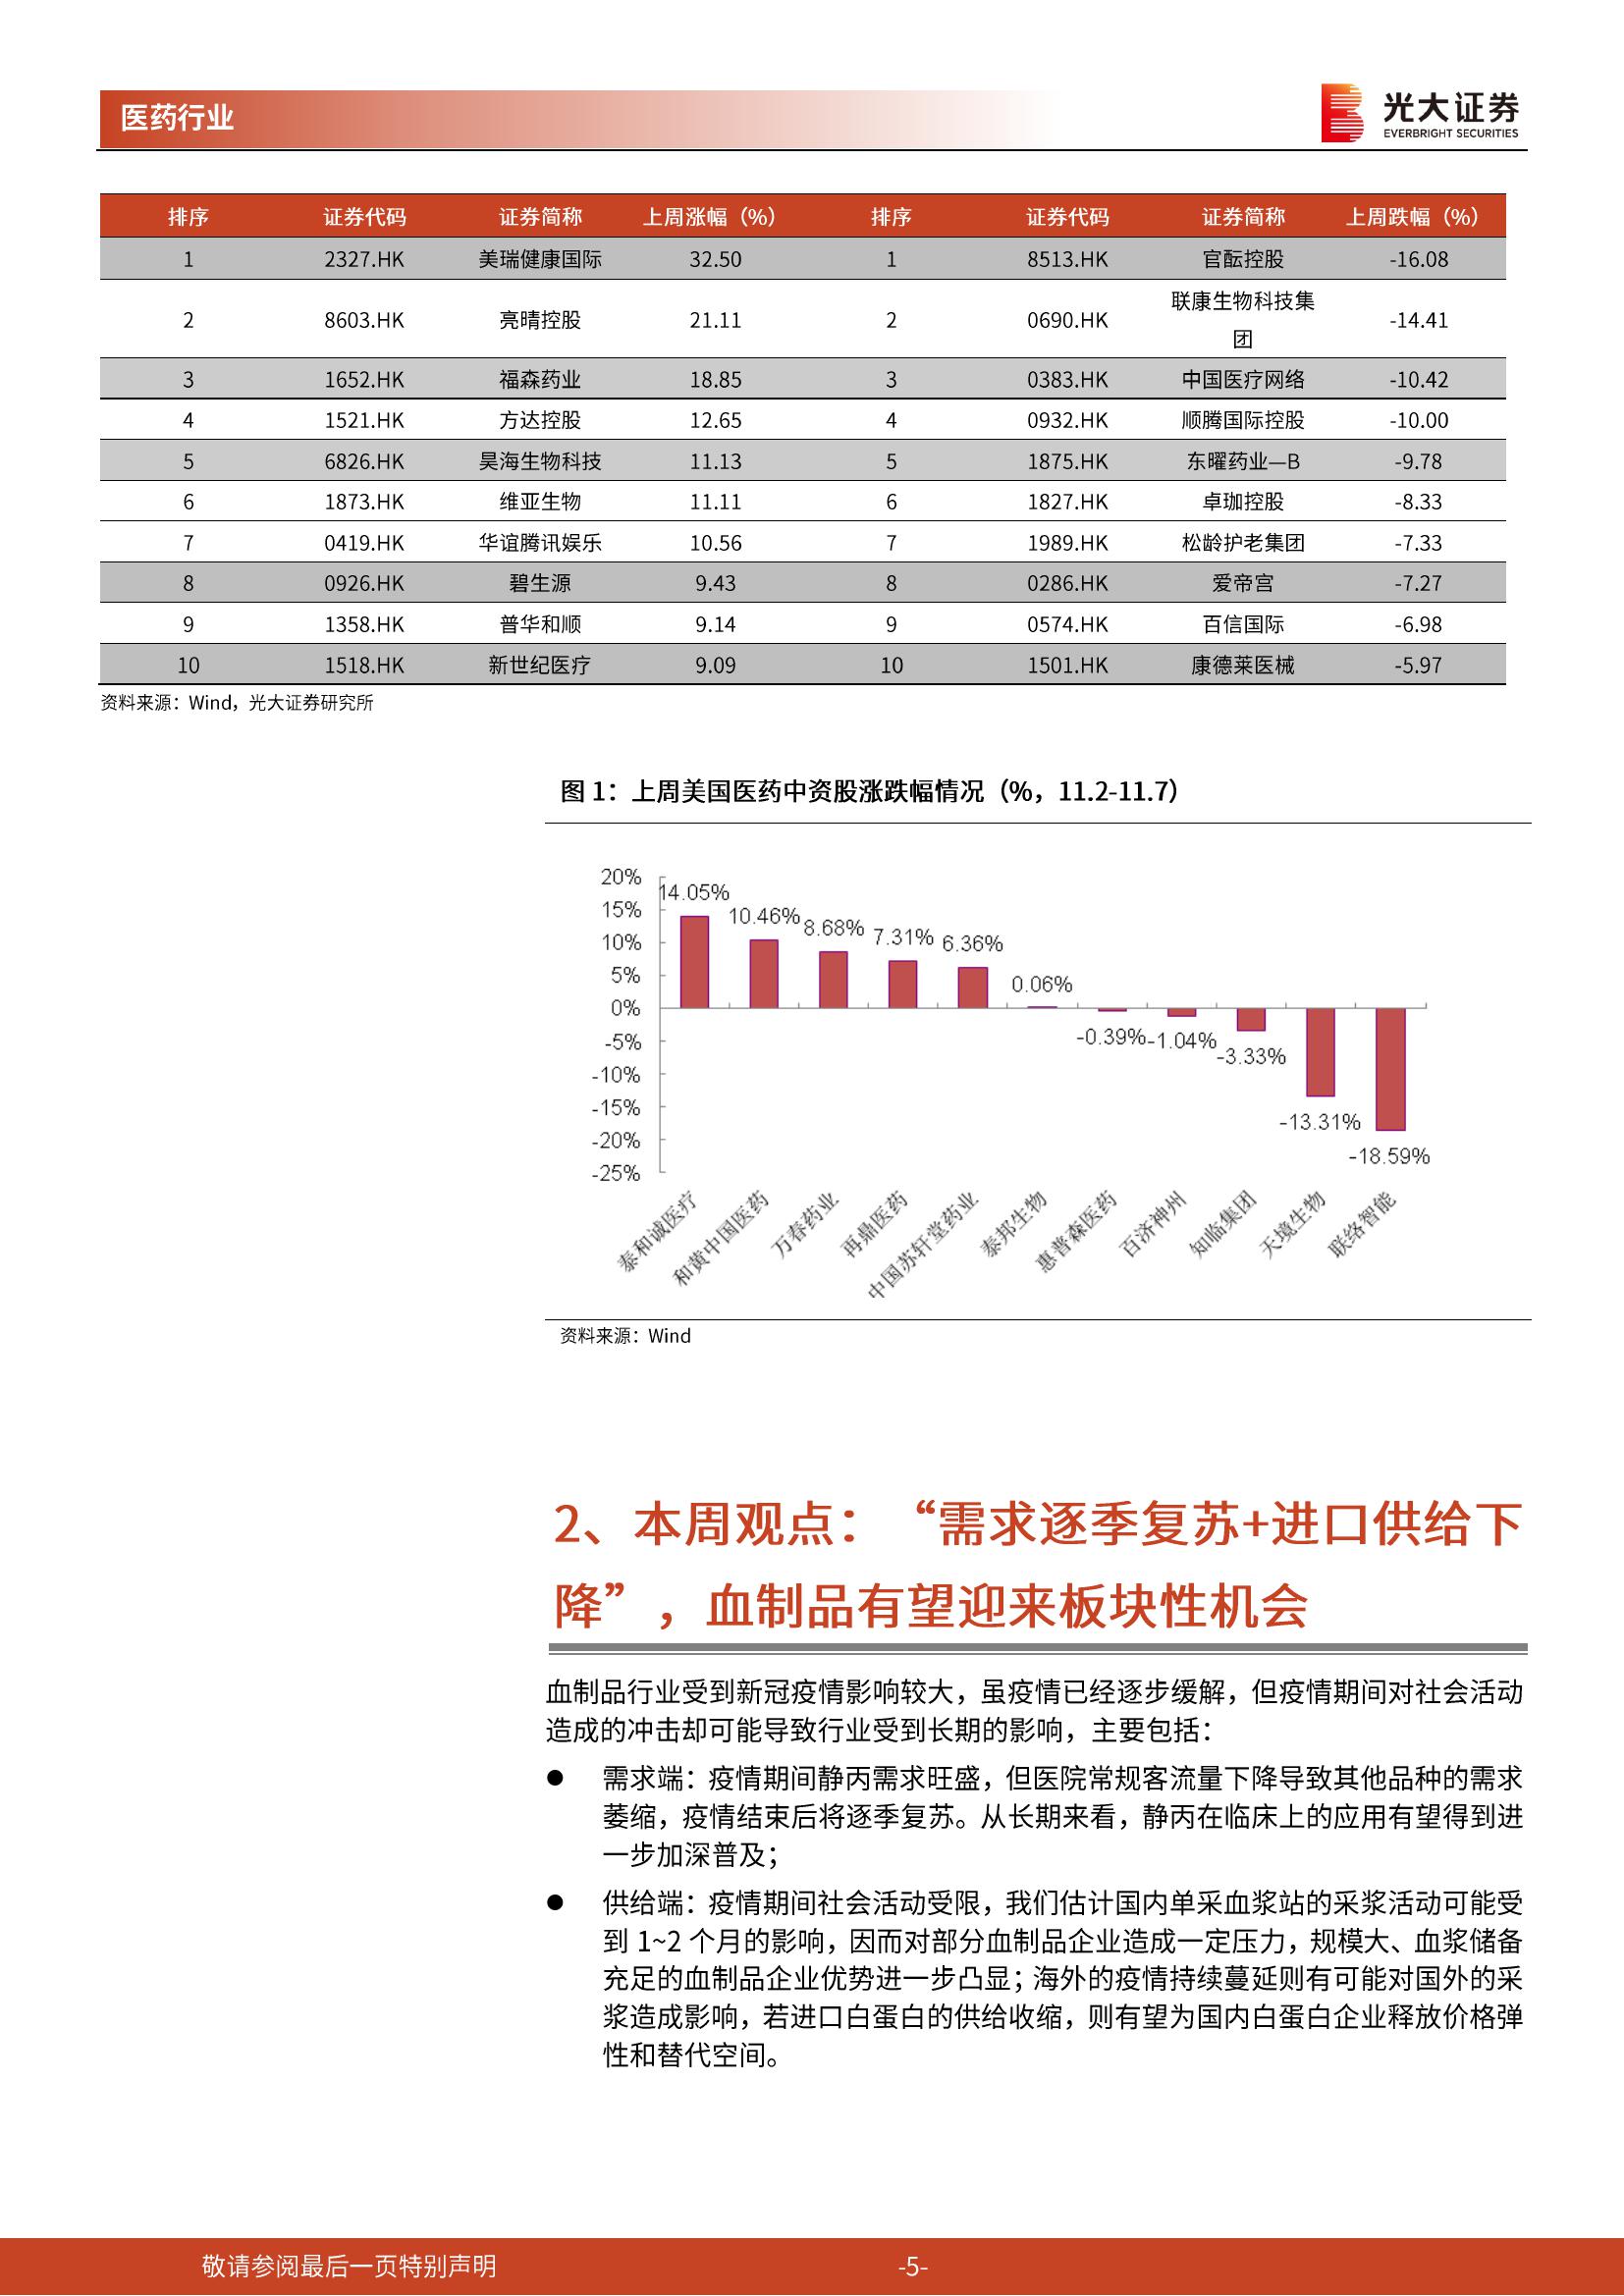 医药行业
光大证券
EVERBRIGHT SECURITIES
排序 证券代码 证券简称 上周涨幅（%） 排序 证券代码 证券简称 上周跌幅（%）
1 2327.HK 美瑞健康国际 32.50 1 8513.HK 官酝控股 -16.08
2 8603.HK 亮晴控股 21.11 2 0690.HK 联康生物科技集
团 -14.41
3 1652.HK 福森药业 18.85 3 0383.HK 中国医疗网络 -10.42
4 1521.HK 方达控股 12.65 4 0932.HK 顺腾国际控股 -10.00
5 6826.HK 昊海生物科技 11.13 5 1875.HK 东曜药业—B -9.78
6 1873.HK 维亚生物 11.11 6 1827.HK 卓珈控股 -8.33
7 0419.HK 华谊腾讯娱乐 10.56 7 1989.HK 松龄护老集团 -7.33
8 0926.HK 碧生源 9.43 8 0286.HK 爱帝宫 -7.27
9 1358.HK 普华和顺 9.14 9 0574.HK 百信国际 -6.98
10 1518.HK 新世纪医疗 9.09 10 1501.HK 康德莱医械 -5.97
资料来源：Wind，光大证券研究所
图 1：上周美国医药中资股涨跌幅情况（%，11.2-11.7）
20%
15%
10%
5%
0%
-5%
-10%
-15%
-20%
-25%
14.05%
10.46%
8.68%
7.31%
6.36%
0.06%
-0.39%
-1.04%
-3.33%
-13.31%
-18.59%
泰和诚医疗
和黄中国医药
万春药业
再鼎医药
中国苏轩堂药业
泰邦生物
惠普森医药
百济神州
知临集团
天境生物
联络智能
资料来源：Wind
2、本周观点：“需求逐季复苏+进口供给下
降”，血制品有望迎来板块性机会
血制品行业受到新冠疫情影响较大，虽疫情已经逐步缓解，但疫情期间对社会活动
造成的冲击却可能导致行业受到长期的影响，主要包括：
● 需求端：疫情期间静丙需求旺盛，但医院常规客流量下降导致其他品种的需求
萎缩，疫情结束后将逐季复苏。从长期来看，静丙在临床上的应用有望得到进
一步加深普及；
● 供给端：疫情期间社会活动受限，我们估计国内单采血浆站的采浆活动可能受
到 1~2 个月的影响，因而对部分血制品企业造成一定压力，规模大、血浆储备
充足的血制品企业优势进一步凸显；海外的疫情持续蔓延则有可能对国外的采
浆造成影响，若进口白蛋白的供给收缩，则有望为国内白蛋白企业释放价格弹
性和替代空间。
敬请参阅最后一页特别声明
-5-